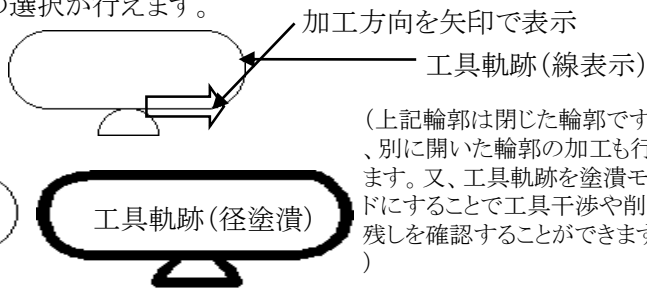 の選択が行えます。
加工方向を矢印で表示
工具軌跡(線表示)
(上記輪郭は閉じた輪郭です
、別に開いた輪郭の加工も行
ます。又、工具軌跡を塗潰モ
ドにすることで工具干渉や削
残しを確認することができます
)
工具軌跡(径塗潰)